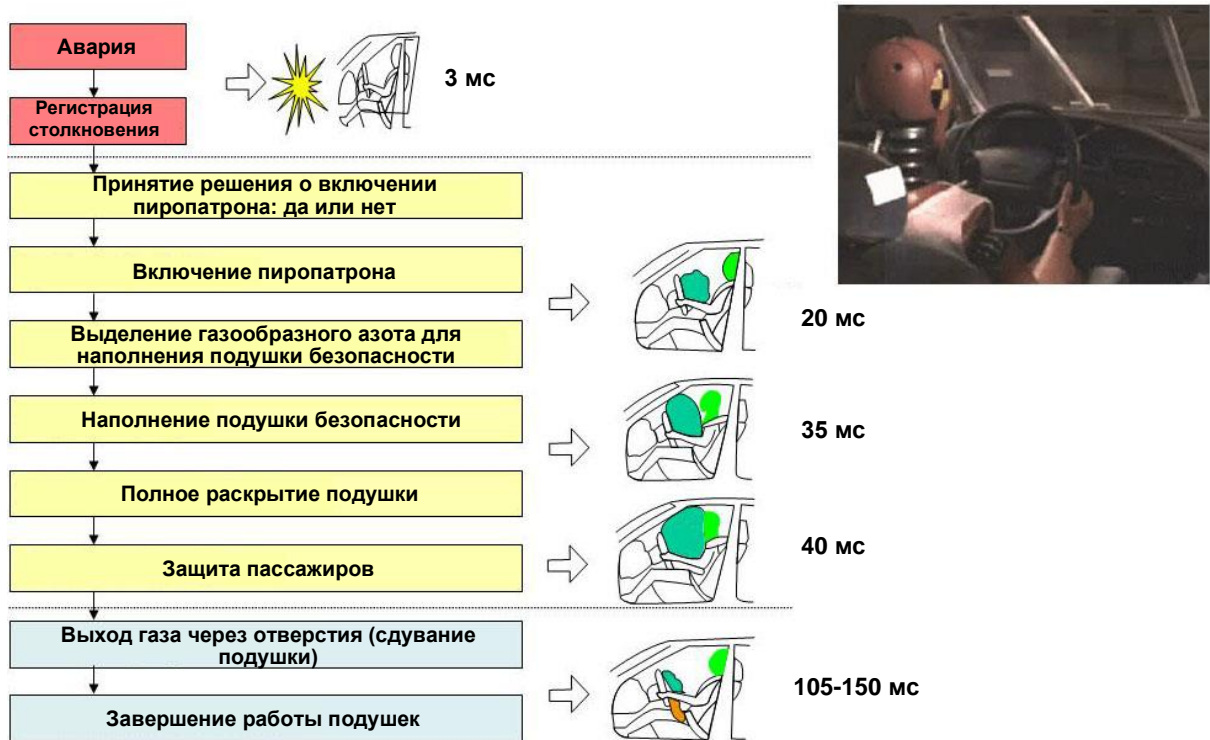 Авария
3 мс
Регистрация
столкновения
Принятие решения о включении
пиропатрона: да или нет
Включение пиропатрона
20 мс
Выделение газообразного азота для
наполнения подушки безопасности
Наполнение подушки безопасности
35 мс
Полное раскрытие подушки
40 мс
Защита пассажиров
Выход газа через отверстия (сдувание
подушки)
105-150 мс
Завершение работы подушек